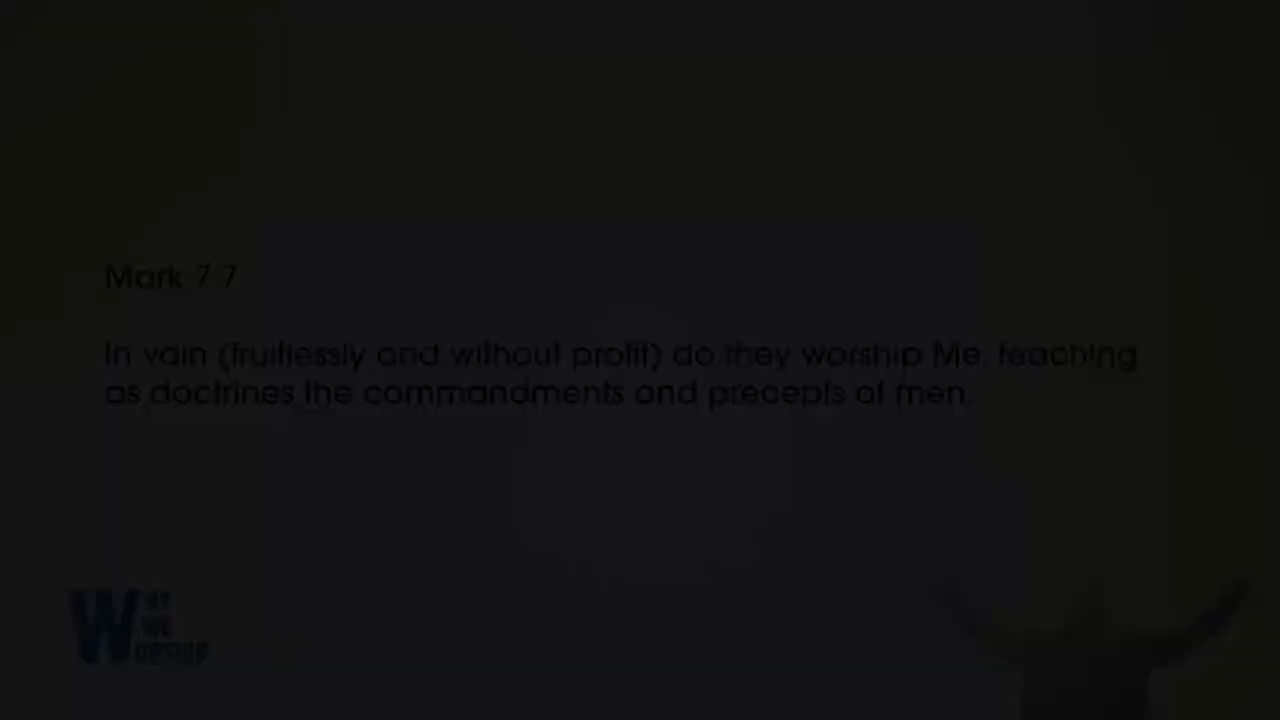 Mark 7 7
In vain (fruitlessly and without profit) do they worship Me, teaching
as doctrines the commandments and precepts of men.